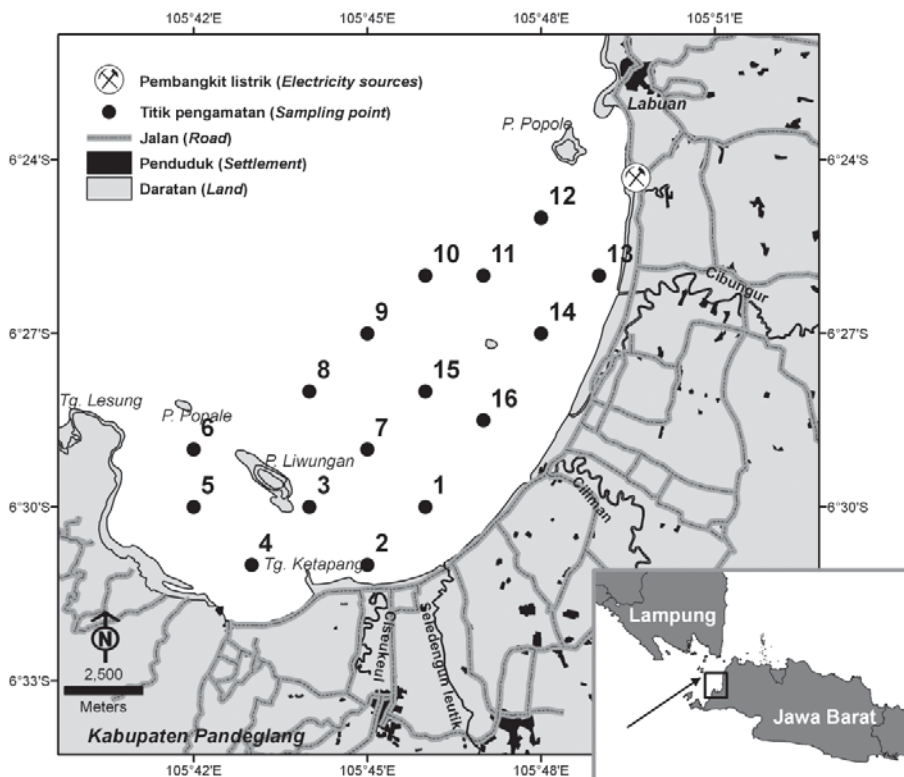 105°42'E 105°45'E 105°48'E 105°51'E
Pembangkit listrik (Electricity sources)
Titik pengamatan (Sampling point)
Jalan (Road)
Penduduk (Settlement)
Daratan (Land)
Labuan
P. Popole
6°24'S 6°24'S
12
10 11 13
Cibungur
9 14
6°27'S 6°27'S
8 15
16
Tg. Lesung
P. Popale
6 7
P. Liwungan
5 3 1
Ciliman
6°30'S 6°30'S
4 2
Tg. Ketapang
Ciseukeul
Seledengun leutik
N
2,500
Meters
6°33'S
Kabupaten Pandeglang
Lampung
Jawa Barat
105°42'E 105°45'E 105°48'E